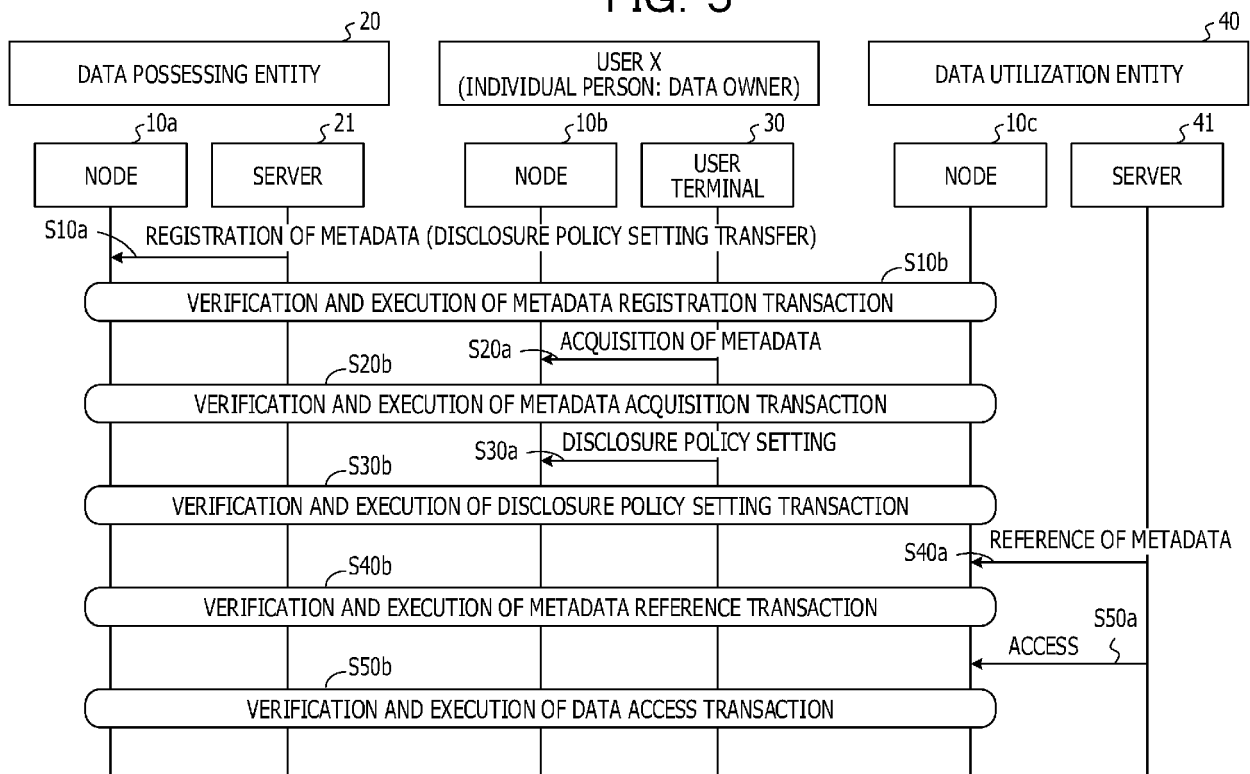 FIG. 3
20
40
DATA POSSESSING ENTITY
USER X
(INDIVIDUAL PERSON: DATA OWNER)
DATA UTILIZATION ENTITY
10a
21
10b
30
10c
41
NODE
SERVER
NODE
USER
TERMINAL
NODE
SERVER
S10a
REGISTRATION OF METADATA (DISCLOSURE POLICY SETTING TRANSFER)
S10b
VERIFICATION AND EXECUTION OF METADATA REGISTRATION TRANSACTION
S20a
ACQUISITION OF METADATA
S20b
VERIFICATION AND EXECUTION OF METADATA ACQUISITION TRANSACTION
S30a
DISCLOSURE POLICY SETTING
S30b
VERIFICATION AND EXECUTION OF DISCLOSURE POLICY SETTING TRANSACTION
S40a
REFERENCE OF METADATA
S40b
VERIFICATION AND EXECUTION OF METADATA REFERENCE TRANSACTION
S50a
ACCESS
S50b
VERIFICATION AND EXECUTION OF DATA ACCESS TRANSACTION